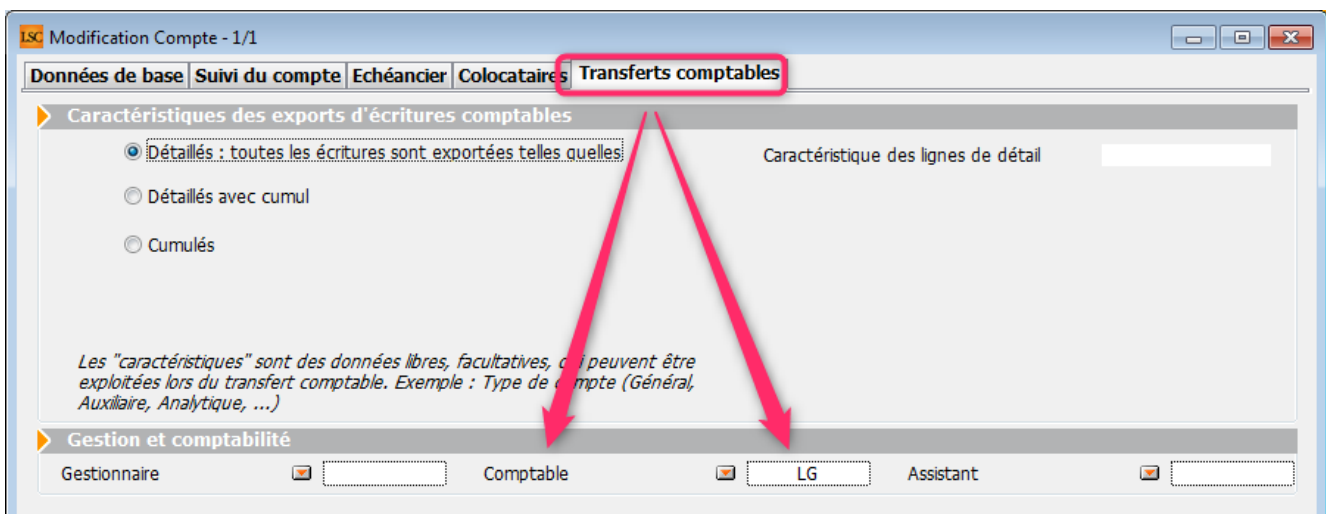 LSC Modification Compte - 1/1
Données de base Suivi du compte Echéancier Colocataires Transferts comptables
Caractéristiques des exports d'écritures comptables
Détaillés : toutes les écritures sont exportées telles quelles Caractéristique des lignes de détail
Détaillés avec cumul
Cumulés
Les "caractéristiques" sont des données libres, facultatives, qui peuvent être
exploitées lors du transfert comptable. Exemple : Type de compte (Général,
Auxiliaire, Analytique, ...)
Gestion et comptabilité
Gestionnaire Comptable LG Assistant